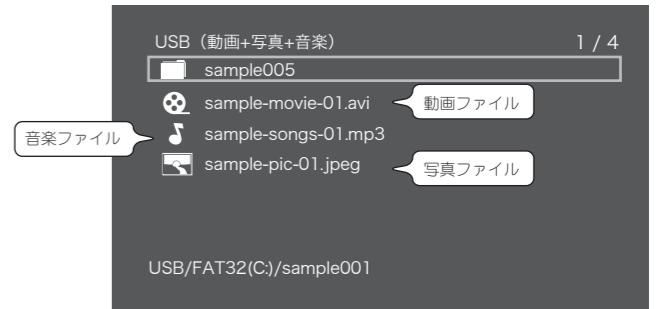 USB（動画+写真+音楽） 1 / 4
sample005
sample-movie-01.avi 動画ファイル
音楽ファイル sample-songs-01.mp3
sample-pic-01.jpeg 写真ファイル
USB/FAT32(C:)/sample001